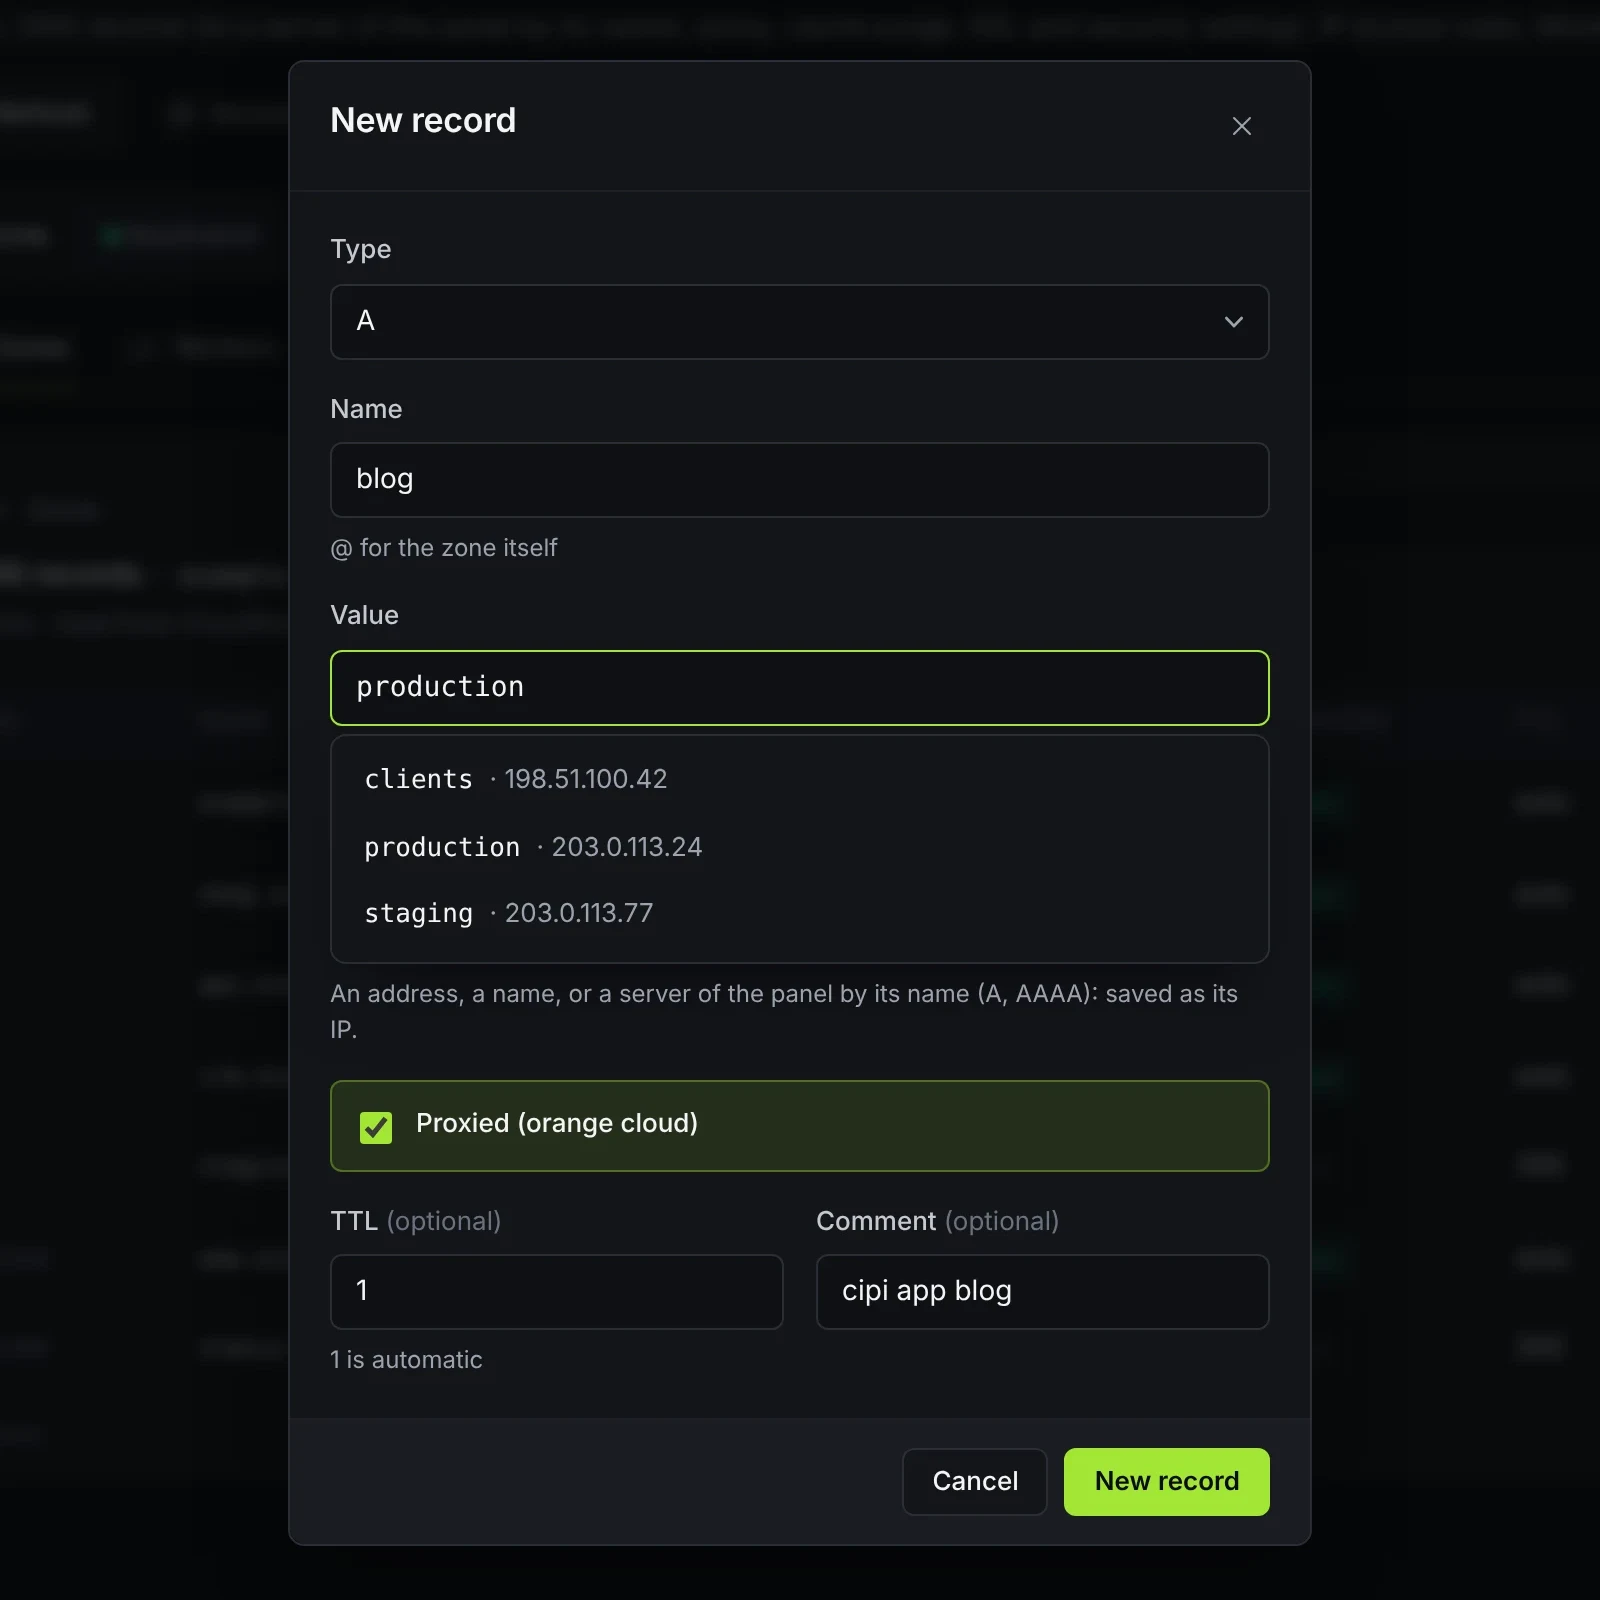 New record
Type
A
Name
blog
@ for the zone itself
Value
production
clients · 198.51.100.42
production · 203.0.113.24
staging · 203.0.113.77
An address, a name, or a server of the panel by its name (A, AAAA): saved as its
IP.
Proxied (orange cloud)
TTL (optional)
Comment (optional)
1
cipi app blog
1 is automatic
Cancel
New record